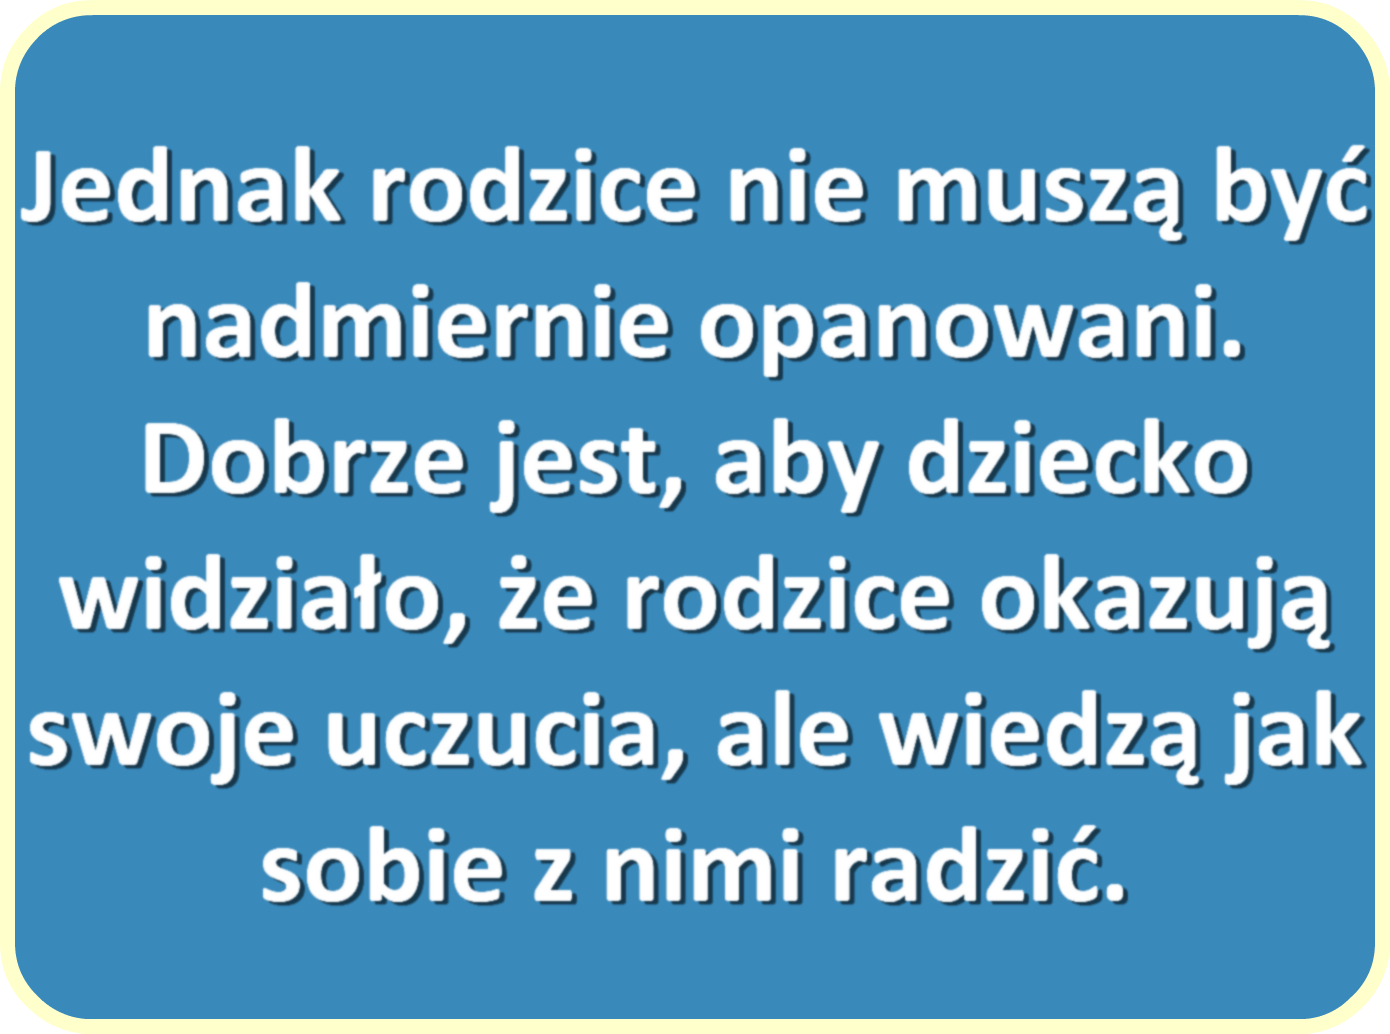 Jednak rodzice nie muszą być
nadmiernie opanowani.
Dobrze jest, aby dziecko
widziało, że rodzice okazują
swoje uczucia, ale wiedzą jak
sobie z nimi radzić.